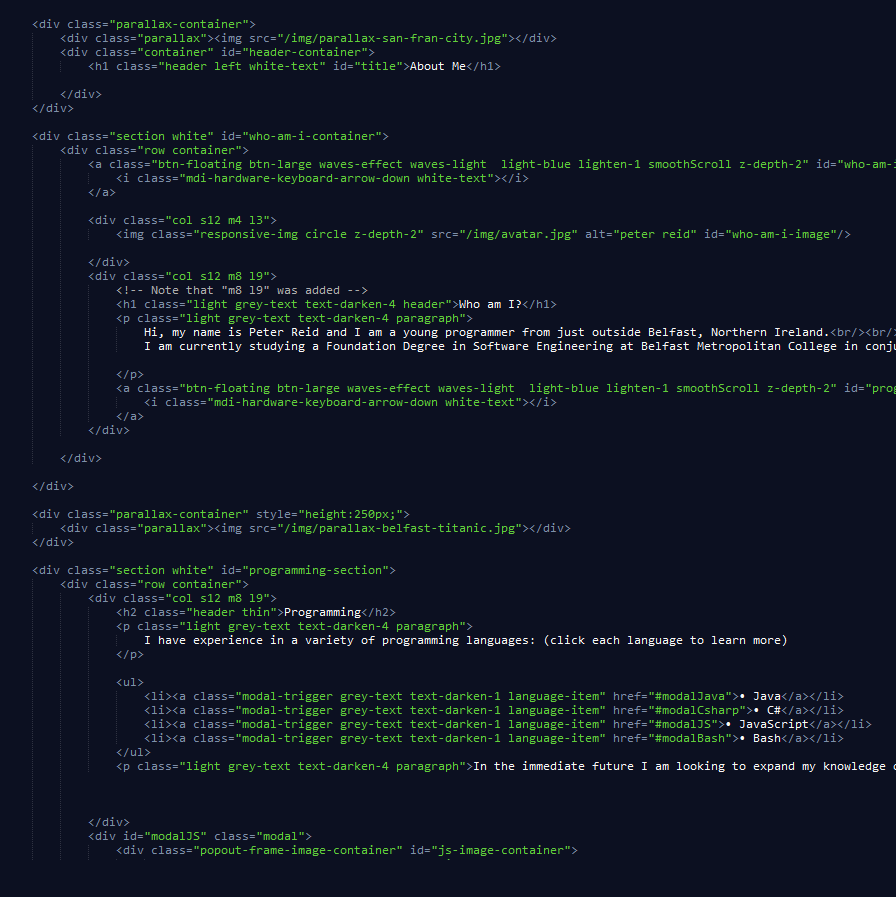 <div class="parallax-container">
<div class="parallax"><img src="/img/parallax-san-fran-city.jpg"></div>
<div class="container" id="header-container">
<h1 class="header left white-text" id="title">About Me</h1>
</div>
</div>
<div class="section white" id="who-am-i-container">
<div class="row container">
<a class="btn-floating btn-large waves-effect waves-light  light-blue lighten-1 smoothScroll z-depth-2" id="who-am-i
<i class="mdi-hardware-keyboard-arrow-down white-text"></i>
</a>
<div class="col s12 m4 l3">
<img class="responsive-img circle z-depth-2" src="/img/avatar.jpg" alt="peter reid" id="who-am-i-image"/>
</div>
<div class="col s12 m8 l9">
<!-- Note that "m8 l9" was added -->
<h1 class="light grey-text text-darken-4 header">Who am I?</h1>
<p class="light grey-text text-darken-4 paragraph">
Hi, my name is Peter Reid and I am a young programmer from just outside Belfast, Northern Ireland.<br/><br/>
I am currently studying a Foundation Degree in Software Engineering at Belfast Metropolitan College in conj
</p>
<a class="btn-floating btn-large waves-effect waves-light  light-blue lighten-1 smoothScroll z-depth-2" id="prog
<i class="mdi-hardware-keyboard-arrow-down white-text"></i>
</a>
</div>
</div>
</div>
<div class="parallax-container" style="height:250px;">
<div class="parallax"><img src="/img/parallax-belfast-titanic.jpg"></div>
</div>
<div class="section white" id="programming-section">
<div class="row container">
<div class="col s12 m8 l9">
<h2 class="header thin">Programming</h2>
<p class="light grey-text text-darken-4 paragraph">
I have experience in a variety of programming languages: (click each language to learn more)
</p>
<ul>
<li><a class="modal-trigger grey-text text-darken-1 language-item" href="#modalJava">• Java</a></li>
<li><a class="modal-trigger grey-text text-darken-1 language-item" href="#modalCsharp">• C#</a></li>
<li><a class="modal-trigger grey-text text-darken-1 language-item" href="#modalJS">• JavaScript</a></li>
<li><a class="modal-trigger grey-text text-darken-1 language-item" href="#modalBash">• Bash</a></li>
</ul>
<p class="light grey-text text-darken-4 paragraph">In the immediate future I am looking to expand my knowledge
</div>
<div id="modalJS" class="modal">
<div class="popout-frame-image-container" id="js-image-container">